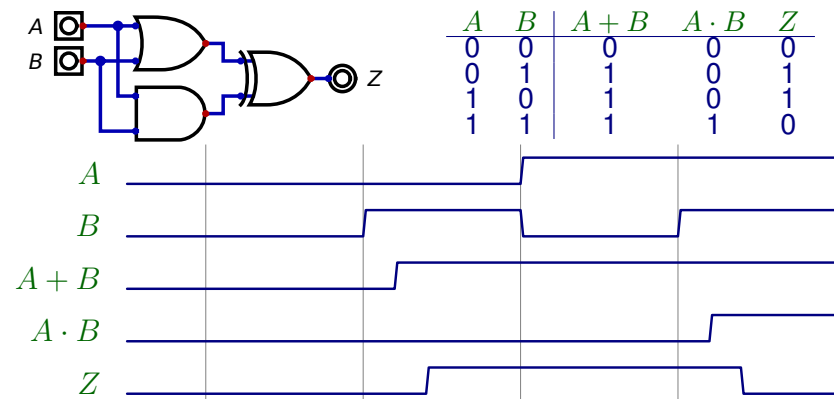 A
B
Z
A B A + B A · B Z
0 0 0 0 0
0 1 1 0 1
1 0 1 0 1
1 1 1 1 0
A
B
A + B
A · B
Z